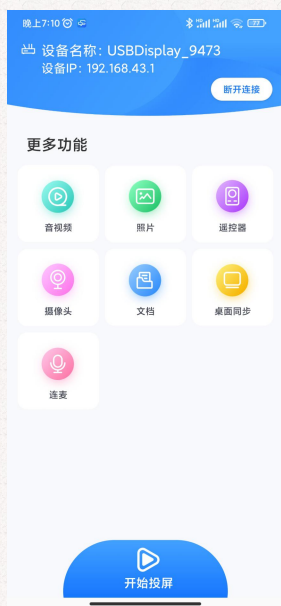 晚上7:10
设备名称: USBDisplay_9473
设备IP: 192.168.43.1
断开连接
更多功能
音视频 照片 遥控器
摄像头 文档 桌面同步
连麦
开始投屏